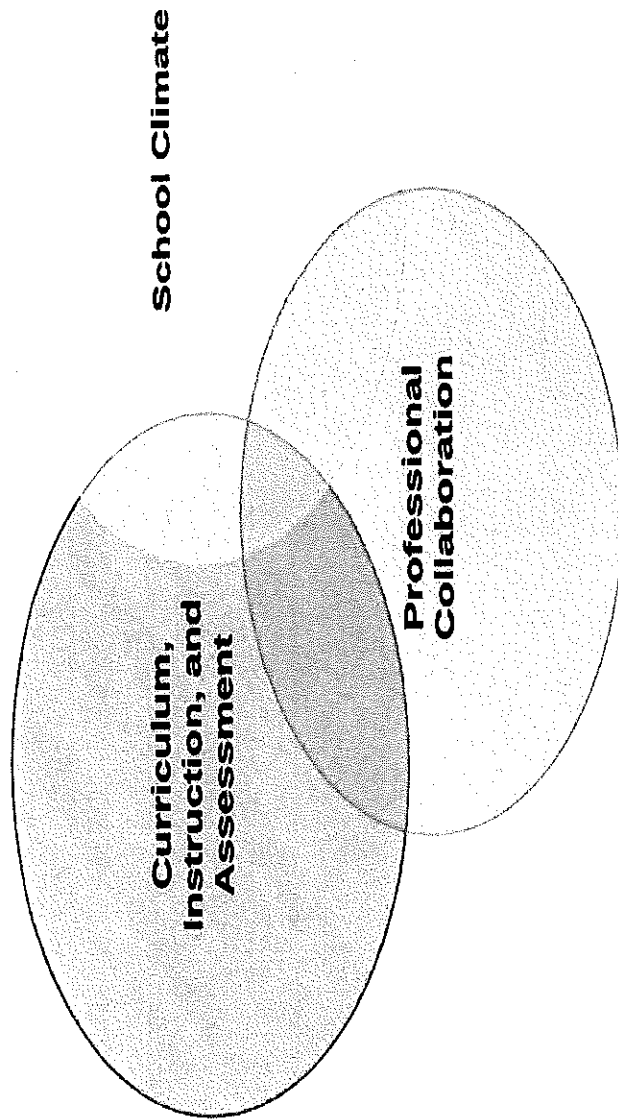 Curriculum,
Instruction, and
Assessment
School Climate
Professional
Collaboration